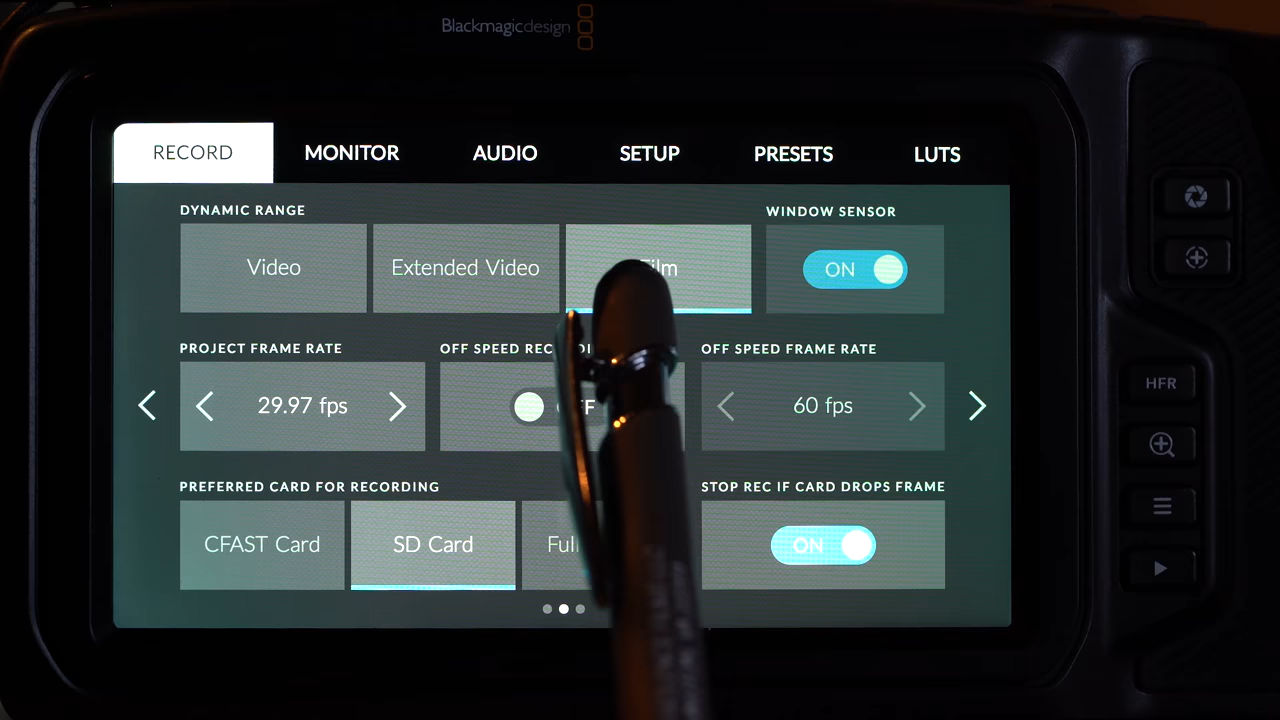 Blackmagicdesign
RECORD MONITOR AUDIO SETUP PRESETS LUTS
DYNAMIC RANGE WINDOW SENSOR
Video Extended Video Film ON
PROJECT FRAME RATE OFF SPEED OFF SPEED FRAME RATE
29.97 fps OFF 60 fps
HFR
PREFERRED CARD FOR RECORDING STOP REC IF CARD DROPS FRAME
CFAST Card SD Card ON